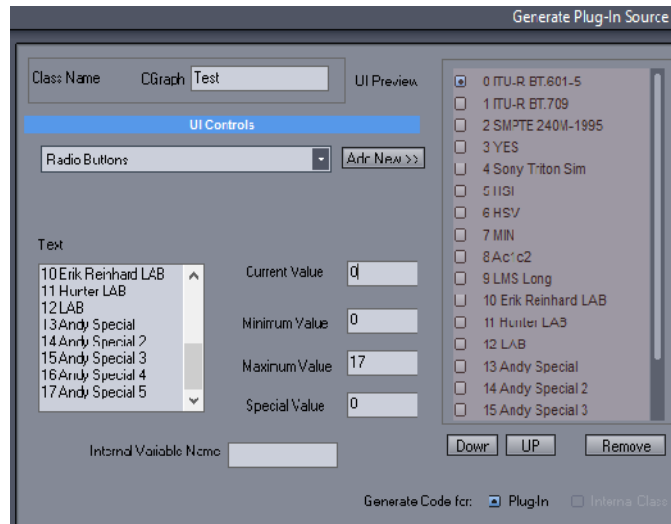 Generate Plug-In Source
Class Name CGraph Test UI Preview
UI Controls
Radio Buttons Add New >>
Text
10 Erik Reinhard LAB
11 Hunter LAB
12 LAB
13 Andy Special
14 Andy Special 2
15 Andy Special 3
16 Andy Special 4
17 Andy Special 5
Current Value 0
Minimum Value 0
Maximum Value 17
Special Value 0
Internal Variable Name
0 ITU-R BT.601-5
1 ITU-R BT.709
2 SMPTE 240M-1995
3 YES
4 Sony Triton Sim
5 HSI
6 HSV
7 MIN
8 Ac1c2
9 LMS Long
10 Erik Reinhard LAB
11 Hunter LAB
12 LAB
13 Andy Special
14 Andy Special 2
15 Andy Special 3
Down UP Remove
Generate Code for: Plug-In Internal Class